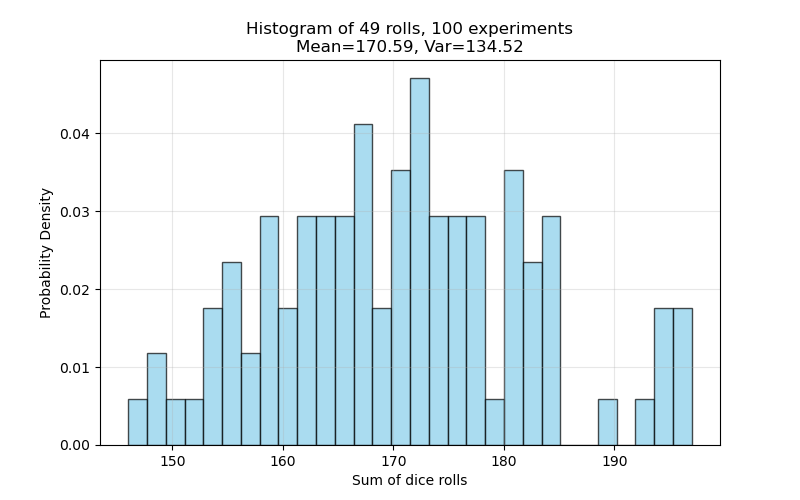 Histogram of 49 rolls, 100 experiments
Mean=170.59, Var=134.52
Probability Density
0.04
0.03
0.02
0.01
0.00
150 160 170 180 190
Sum of dice rolls